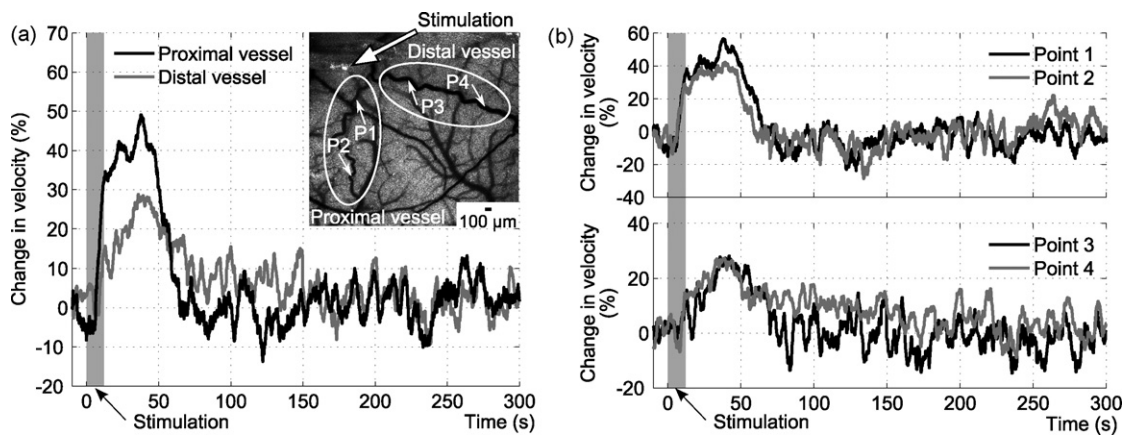 (a)
70
60
50
40
30
20
10
0
-10
-20
Change in velocity (%)
Proximal vessel
Distal vessel
Stimulation
Distal vessel
P4
P3
P1
P2
Proximal vessel
100 µm
0
50
100
150
200
250
300
Stimulation
Time (s)
(b)
60
40
20
0
-20
-40
Change in velocity
(%)
Point 1
Point 2
40
20
0
-20
Change in velocity
(%)
Point 3
Point 4
0
50
100
150
200
250
300
Stimulation
Time (s)